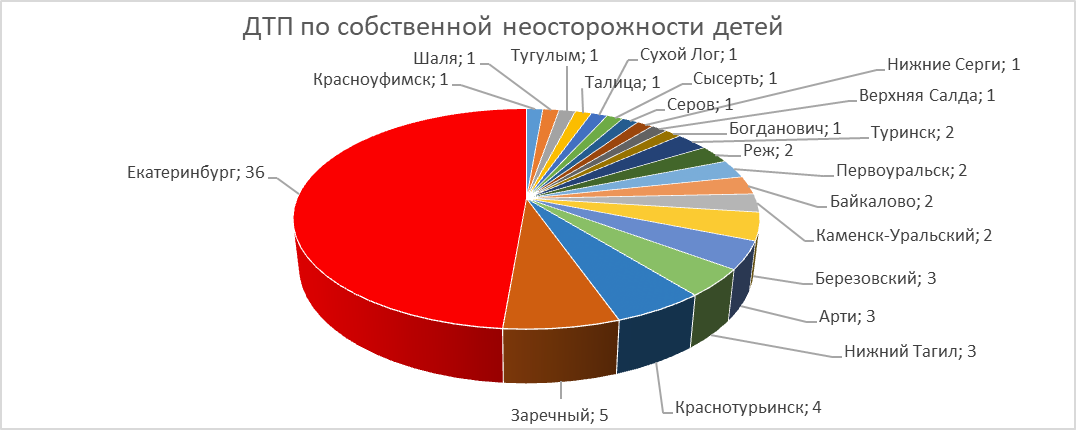 ДТП по собственной неосторожности детей
Шаля; 1
Тугулым; 1
Сухой Лог; 1
Красноуфимск; 1
Талица; 1
Сысерть; 1
Нижние Серги; 1
Серов; 1
Верхняя Салда; 1
Богданович; 1
Туринск; 2
Реж; 2
Екатеринбург; 36
Первоуральск; 2
Байкалово; 2
Каменск-Уральский; 2
Березовский; 3
Арти; 3
Нижний Тагил; 3
Краснотурьинск; 4
Заречный; 5